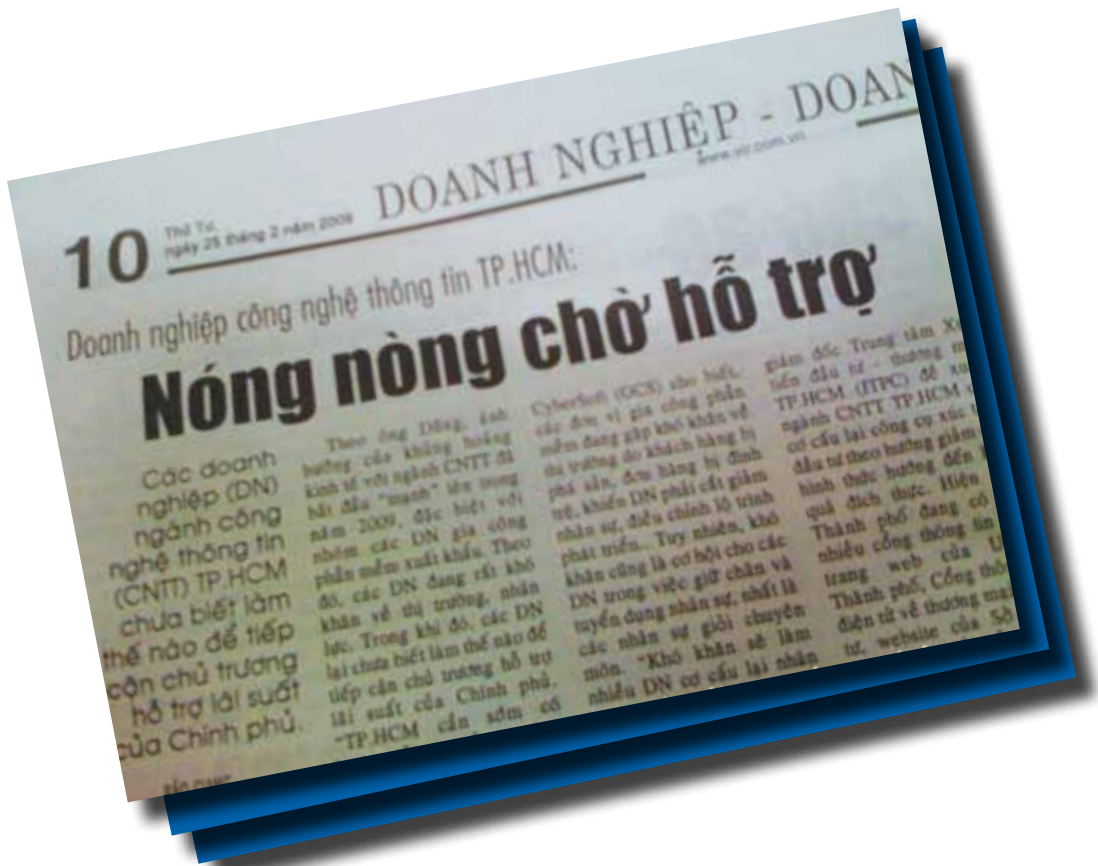 10
Thứ Tư,
ngày 25 tháng 2 năm 2009
DOANH NGHIỆP - DOAN
www.vir.com.vn
Doanh nghiệp công nghệ thông tin TP.HCM:
Nóng nòng chờ hỗ trợ
Các doanh
nghiệp (DN)
ngành công
nghệ thông tin
(CNTT) TP.HCM
chưa biết làm
thế nào để tiếp
cận chủ trương
hỗ trợ lãi suất
của Chính phủ.
Theo ông Dũng, ảnh
hưởng của khủng hoảng
kinh tế với ngành CNTT đã
bắt đầu "mạnh" lên trong
năm 2009, đặc biệt với
nhóm các DN gia công
phần mềm xuất khẩu. Theo
đó, các DN đang rất khó
khăn về thị trường, nhân
lực. Trong khi đó, các DN
lại chưa biết làm thế nào để
tiếp cận chủ trương hỗ trợ
lãi suất của Chính phủ.
"TP.HCM cần sớm có
CyberSoft (GCS) cho biết,
các đơn vị gia công phần
mềm đang gặp khó khăn về
thị trường do khách hàng bị
phá sản, đơn hàng bị đình
trệ, khiến DN phải cắt giảm
nhân sự, điều chỉnh lộ trình
phát triển... Tuy nhiên, khó
khăn cũng là cơ hội cho các
DN trong việc giữ chân và
tuyển dụng nhân sự, nhất là
các nhân sự giỏi chuyên
môn. "Khó khăn sẽ làm
nhiều DN cơ cấu lại nhập
giám đốc Trung tâm Xú
tiến đầu tư - thương m
TP.HCM (ITPC) đề xu
ngành CNTT TP.HCM
cơ cấu lại công cụ xúc t
đầu tư theo hướng giảm
hình thức hướng đến
quả đích thực. Hiện
Thành phố đang có
nhiều cổng thông tin
trang web của U
Thành phố, Cổng thôn
điện tử về thương mạ
tư, website của Sở